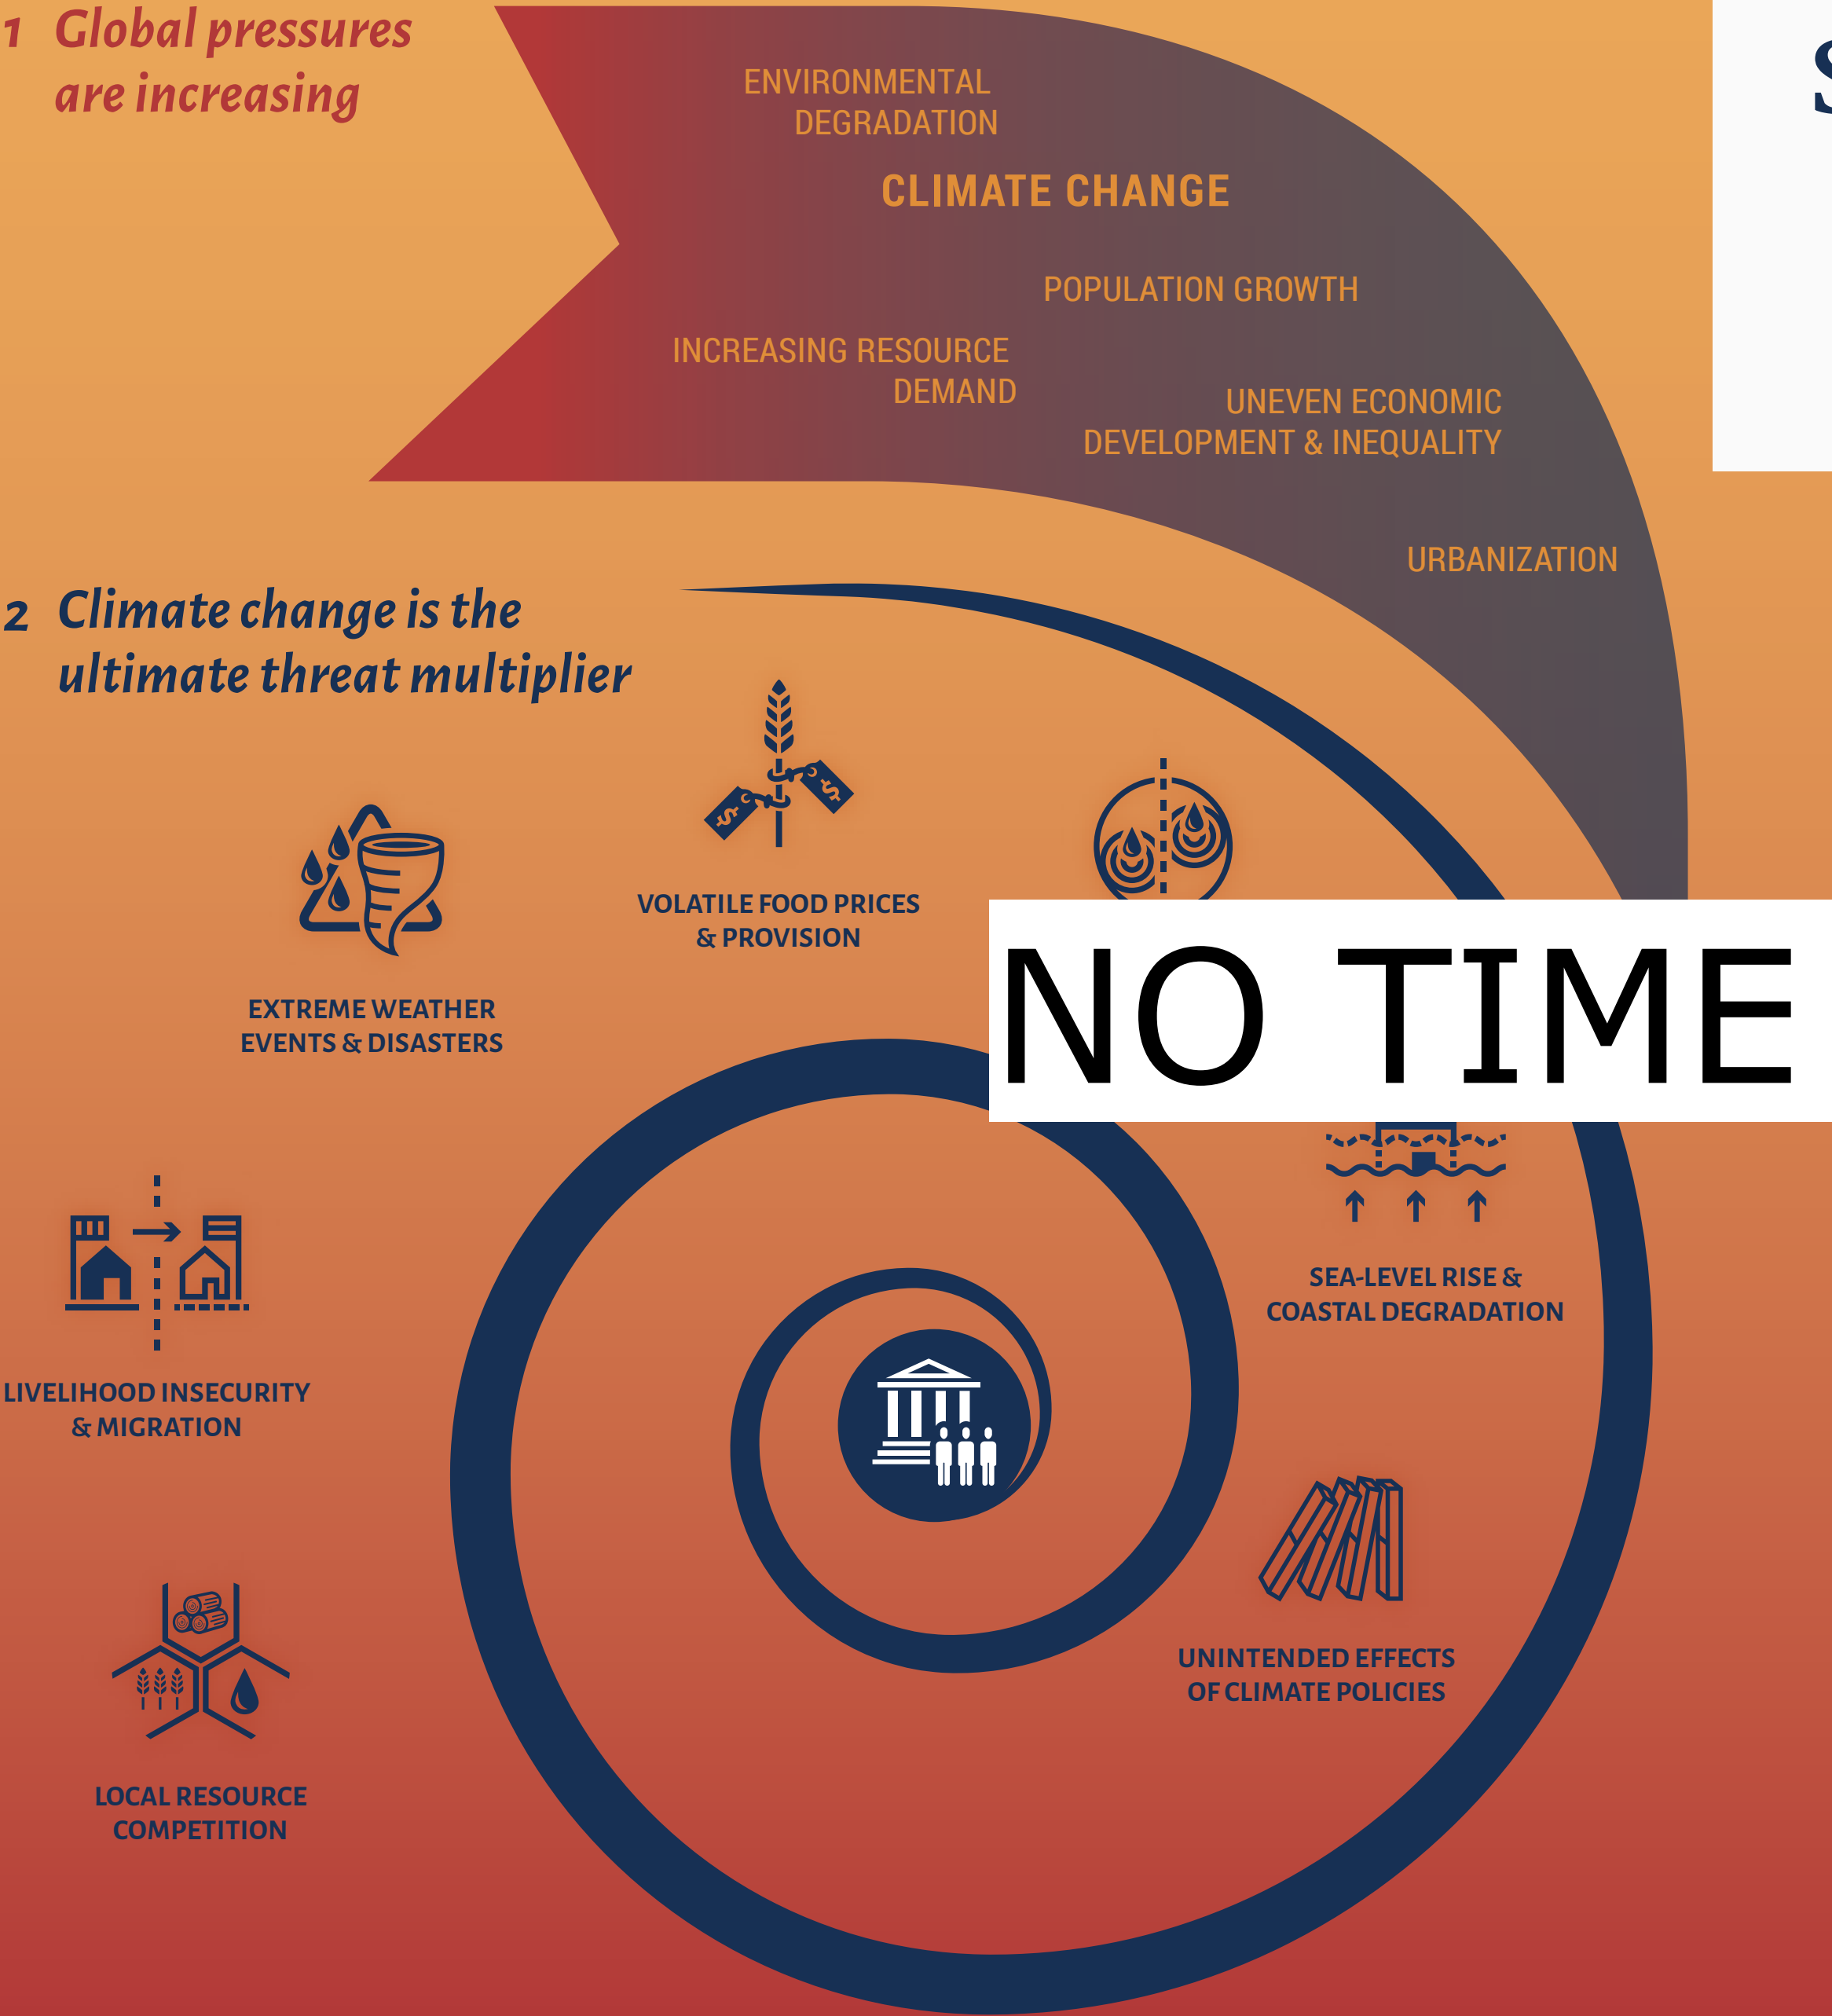 1 Global pressures
are increasing
ENVIRONMENTAL
DEGRADATION
CLIMATE CHANGE
POPULATION GROWTH
INCREASING RESOURCE
DEMAND
UNEVEN ECONOMIC
DEVELOPMENT & INEQUALITY
URBANIZATION
2 Climate change is the
ultimate threat multiplier
VOLATILE FOOD PRICES
& PROVISION
EXTREME WEATHER
EVENTS & DISASTERS
NO TIME
SEA-LEVEL RISE &
COASTAL DEGRADATION
LIVELIHOOD INSECURITY
& MIGRATION
UNINTENDED EFFECTS
OF CLIMATE POLICIES
LOCAL RESOURCE
COMPETITION